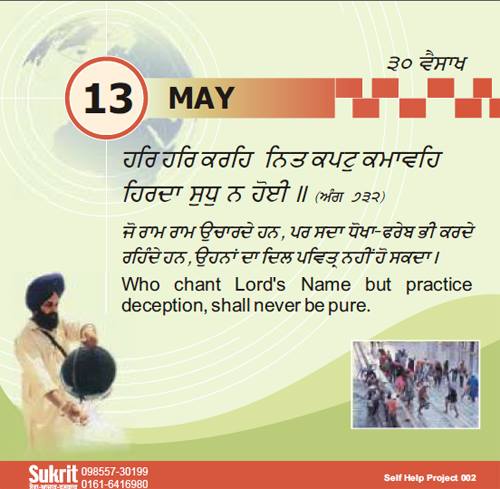 ੩੦ ਵੈਸਾਖ
13 MAY
ਹਰਿ ਹਰਿ ਕਰਹਿ ਨਿਤ ਕਪਟੁ ਕਮਾਵਹਿ
ਹਿਰਦਾ ਸੁਧੁ ਨ ਹੋਈ ॥ (ਅੰਗ ੭੩੨)
ਜੋ ਰਾਮ ਰਾਮ ਉਚਾਰਦੇ ਹਨ, ਪਰ ਸਦਾ ਧੋਖਾ-ਫਰੇਬ ਭੀ ਕਰਦੇ
ਰਹਿੰਦੇ ਹਨ, ਉਹਨਾਂ ਦਾ ਦਿਲ ਪਵਿਤ੍ਰ ਨਹੀਂ ਹੋ ਸਕਦਾ।
Who chant Lord's Name but practice
deception, shall never be pure.
Sukrit 098557-30199
0161-6416980
Self Help Project 002